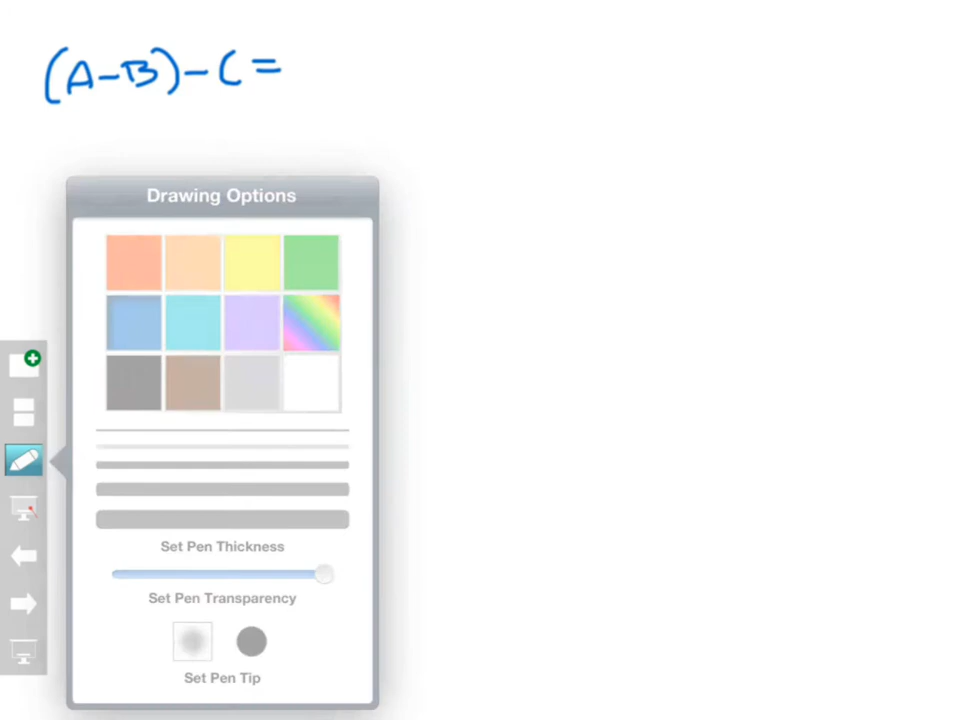 (A-B)-C=
Drawing Options
Set Pen Thickness
Set Pen Transparency
Set Pen Tip